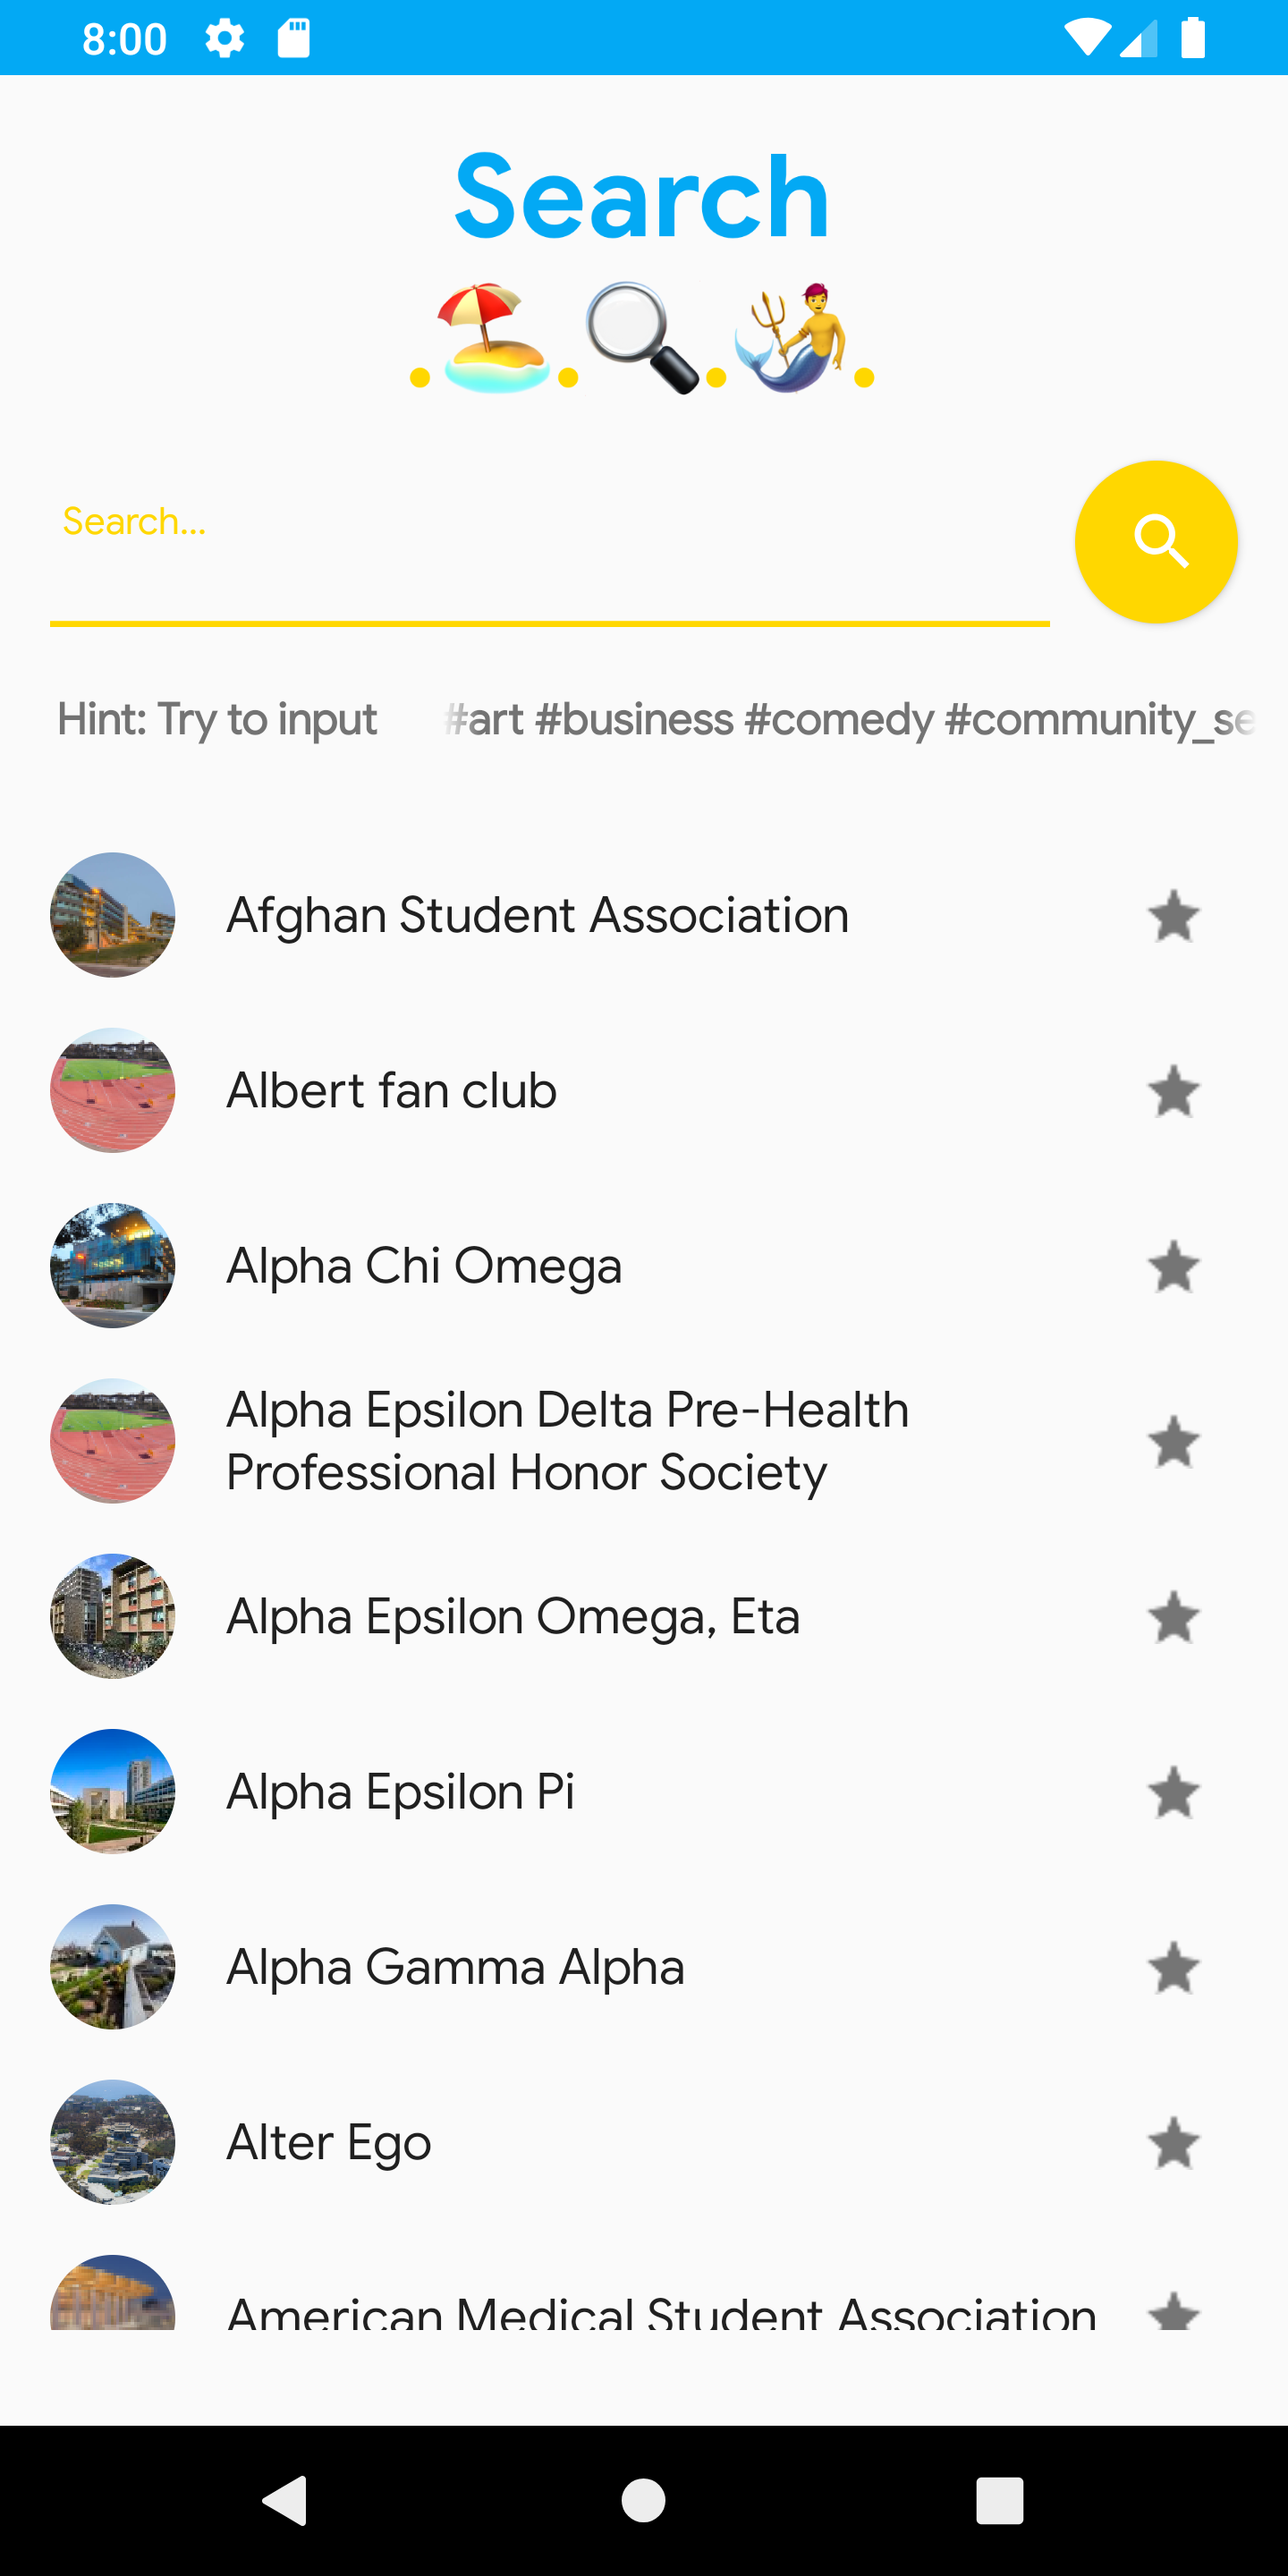 8:00
Search
Search...
Hint: Try to input #art #business #comedy #community_se
Afghan Student Association
Albert fan club
Alpha Chi Omega
Alpha Epsilon Delta Pre-Health
Professional Honor Society
Alpha Epsilon Omega, Eta
Alpha Epsilon Pi
Alpha Gamma Alpha
Alter Ego
American Medical Student Association